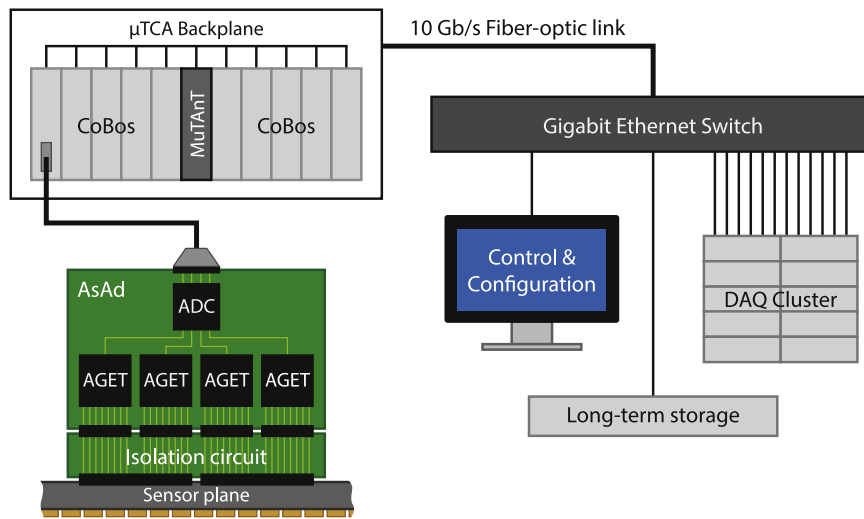 µTCA Backplane
10 Gb/s Fiber-optic link
CoBos
MuTAnT
CoBos
Gigabit Ethernet Switch
Control &
Configuration
DAQ Cluster
Long-term storage
AsAd
ADC
AGET
AGET
AGET
AGET
Isolation circuit
Sensor plane